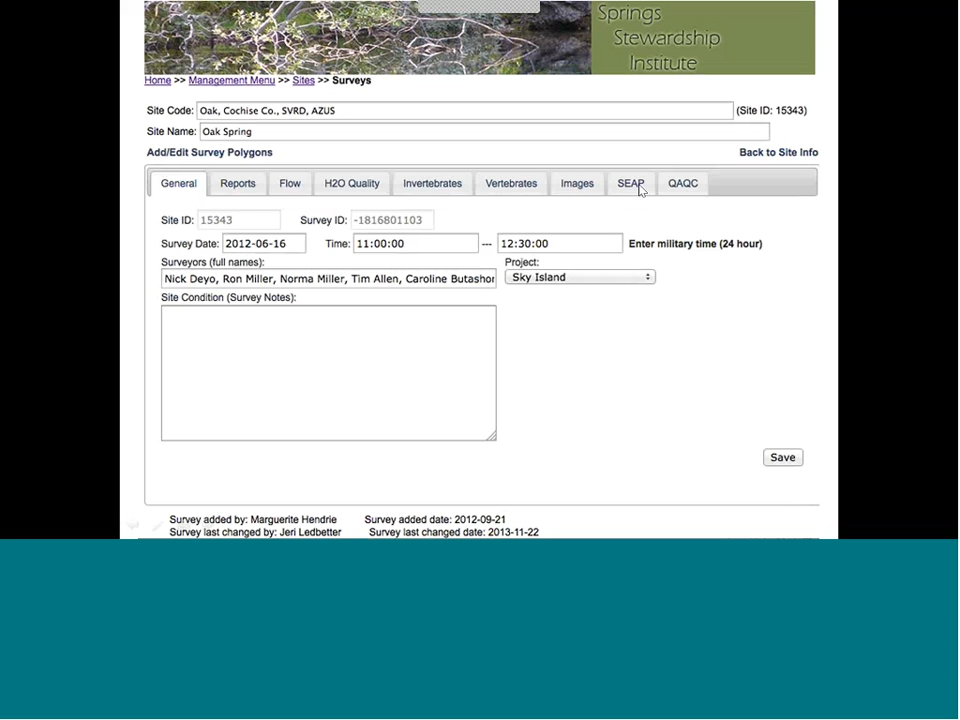 Springs
Stewardship
Institute
Home >> Management Menu >> Sites >> Surveys
Site Code: Oak, Cochise Co., SVRD, AZUS (Site ID: 15343)
Site Name: Oak Spring
Add/Edit Survey Polygons Back to Site Info
General Reports Flow H2O Quality Invertebrates Vertebrates Images SEAP QAQC
Site ID: 15343 Survey ID: -1816801103
Survey Date: 2012-06-16 Time: 11:00:00 --- 12:30:00 Enter military time (24 hour)
Surveyors (full names): Project:
Nick Deyo, Ron Miller, Norma Miller, Tim Allen, Caroline Butashor Sky Island
Site Condition (Survey Notes):
Save
Survey added by: Marguerite Hendrie Survey added date: 2012-09-21
Survey last changed by: Jeri Ledbetter Survey last changed date: 2013-11-22